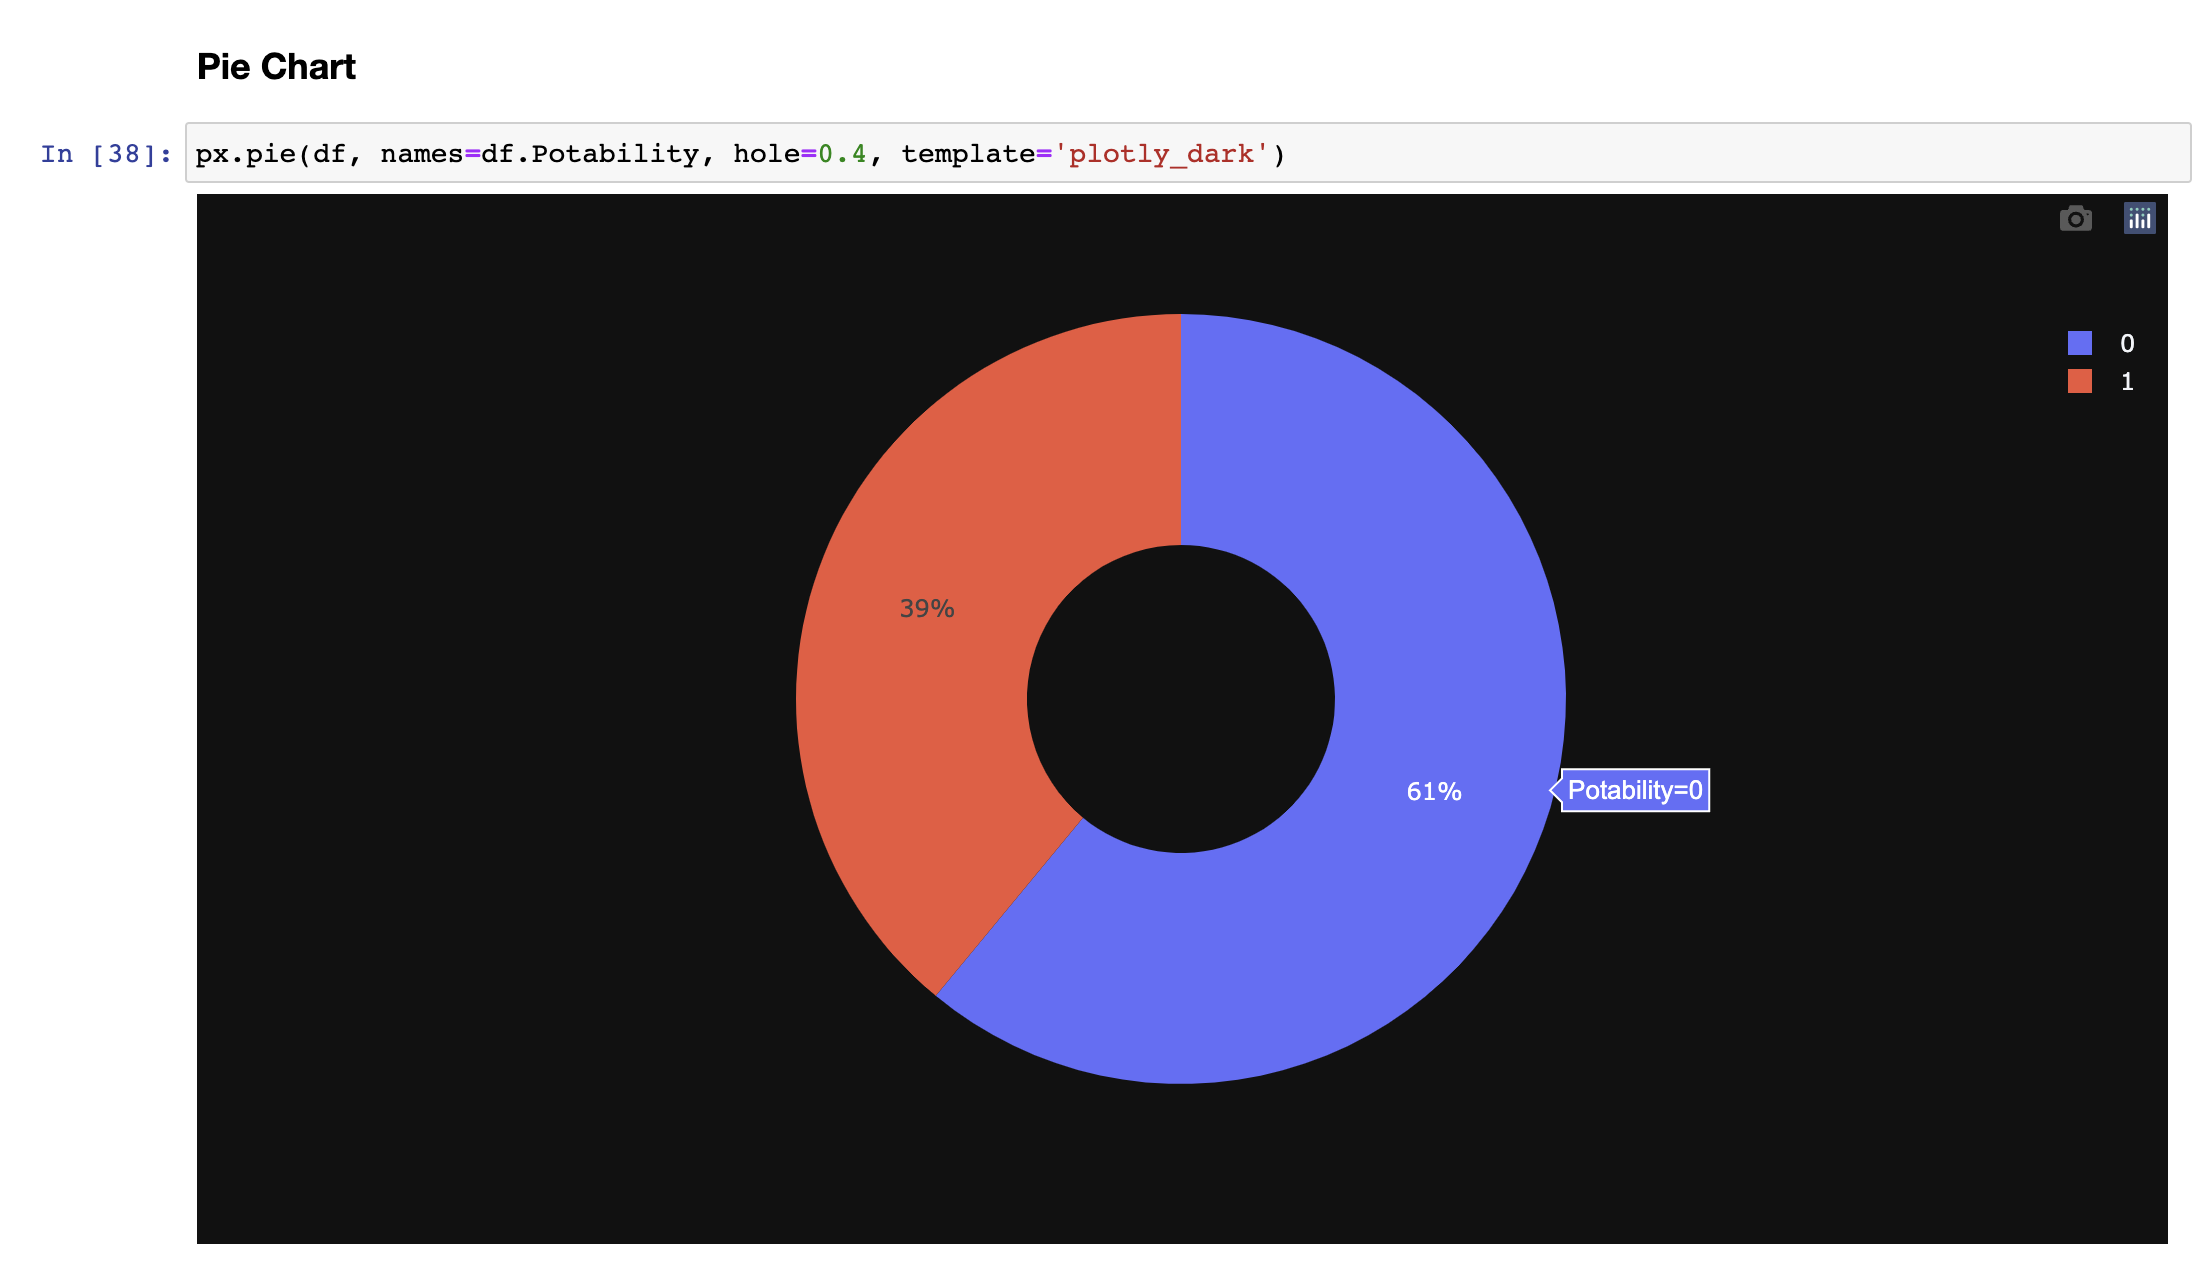 Pie Chart
In [38]: px.pie(df, names=df.Potability, hole=0.4, template='plotly_dark')
0
1
39%
61%
Potability=0